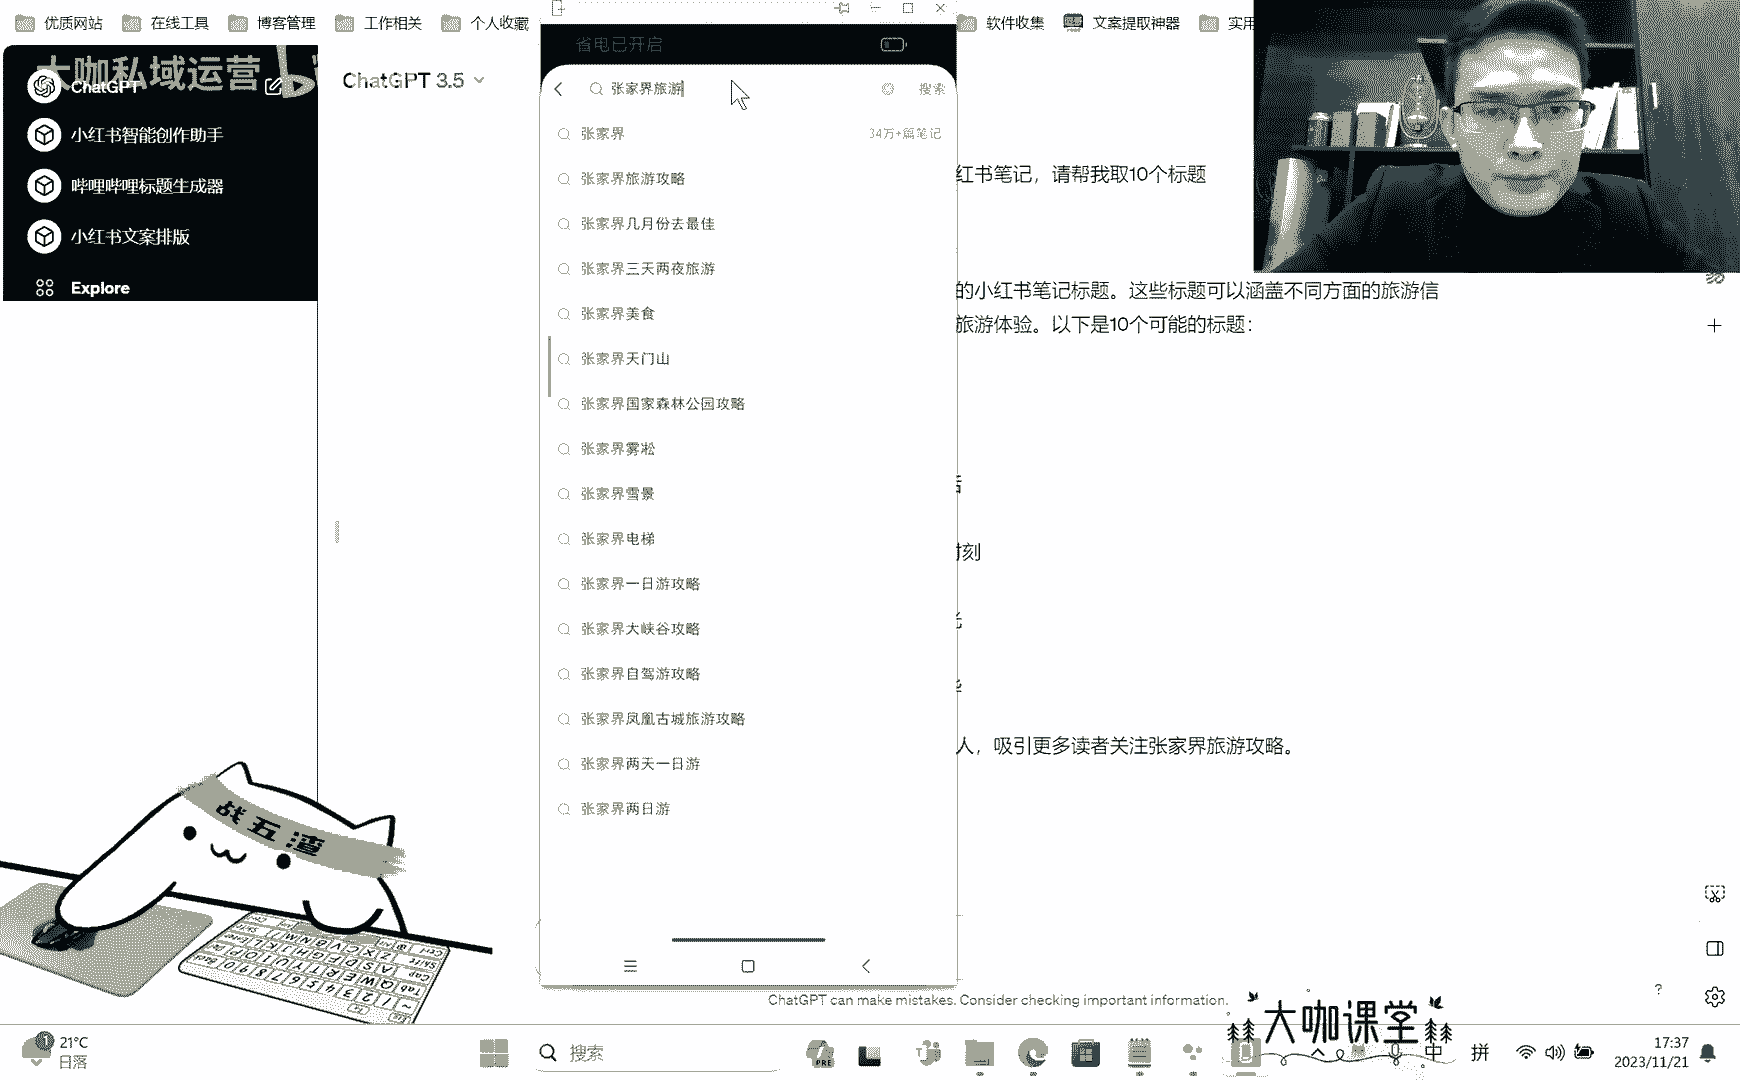 优质网站
在线工具
博客管理
工作相关
个人收藏
软件收集
文案提取神器
实用
大咖私域运营
ChatGPT
小红书智能创作助手
哔哩哔哩标题生成器
小红书文案排版
Explore
ChatGPT 3.5
省电已开启
张家界旅游
搜索
张家界
34万+篇笔记
张家界旅游攻略
张家界几月份去最佳
张家界三天两夜旅游
张家界美食
张家界天门山
张家界国家森林公园攻略
张家界雾凇
张家界雪景
张家界电梯
张家界一日游攻略
张家界大峡谷攻略
张家界自驾游攻略
张家界凤凰古城旅游攻略
张家界两天一日游
张家界两日游
红书笔记，请帮我取10个标题
的小红书笔记标题。这些标题可以涵盖不同方面的旅游信
旅游体验。以下是10个可能的标题：
时刻
人，吸引更多读者关注张家界旅游攻略。
战五渣
ChatGPT can make mistakes. Consider checking important information.
?
大咖课堂
21°C
日落
搜索
PRE
中
拼
17:37
2023/11/21